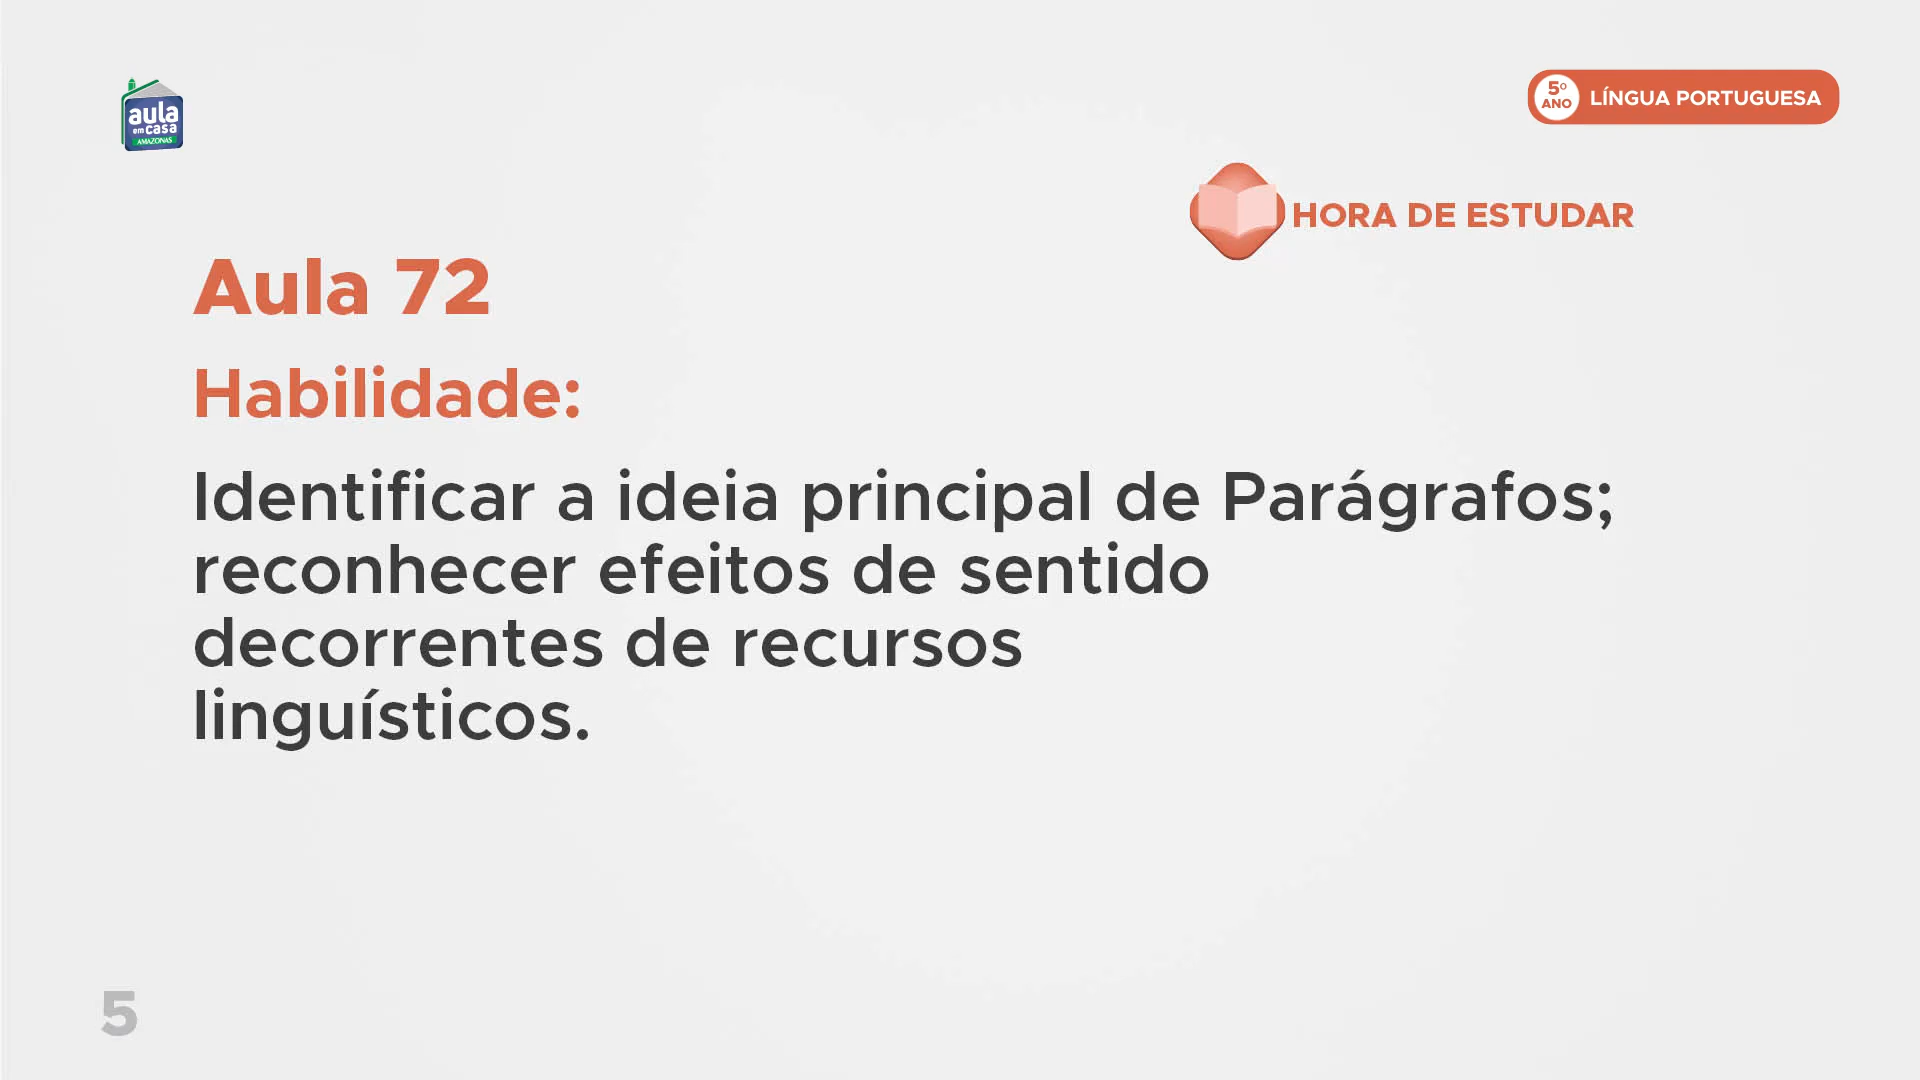 aula
em casa
AMAZONAS
5º
ANO
LÍNGUA PORTUGUESA
HORA DE ESTUDAR
Aula 72
Habilidade:
Identificar a ideia principal de Parágrafos;
reconhecer efeitos de sentido
decorrentes de recursos
linguísticos.
5